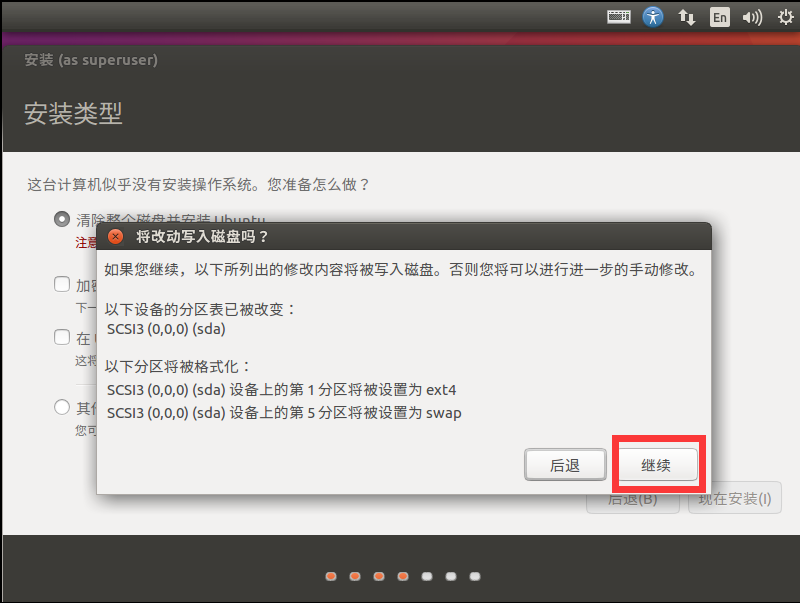 En
安装 (as superuser)
安装类型
这台计算机似乎没有安装操作系统。您准备怎么做？
清除整个磁盘并安装 Ubuntu
注意
将改动写入磁盘吗？
如果您继续，以下所列出的修改内容将被写入磁盘。否则您将可以进行进一步的手动修改。
加密
下一
以下设备的分区表已被改变：
SCSI3 (0,0,0) (sda)
在
这将
以下分区将被格式化：
SCSI3 (0,0,0) (sda) 设备上的第 1 分区将被设置为 ext4
其他
SCSI3 (0,0,0) (sda) 设备上的第 5 分区将被设置为 swap
您可
后退
继续
后退(B)
现在安装(I)